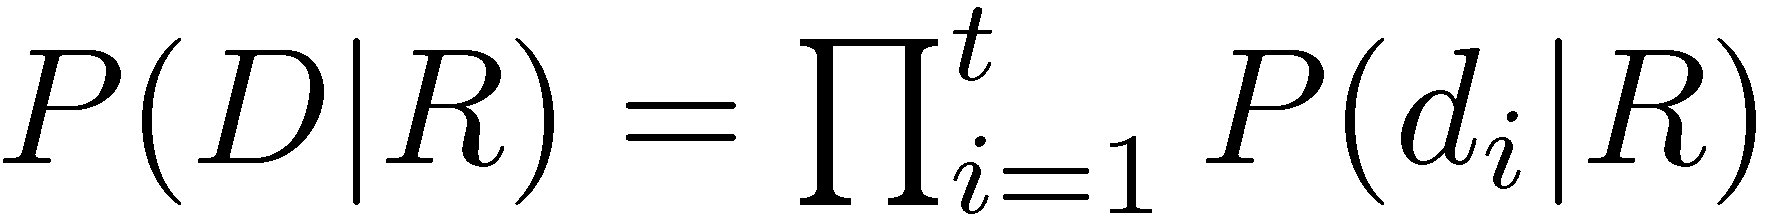 P(D|R) = ∏_{i=1}^{t} P(d_i|R)